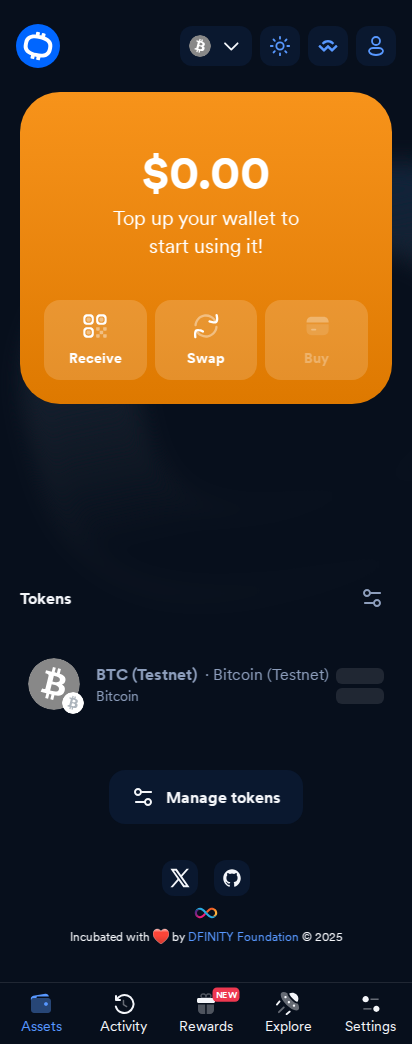 $0.00
Top up your wallet to
start using it!
Receive
Swap
Buy
Tokens
BTC (Testnet) · Bitcoin (Testnet)
Bitcoin
Manage tokens
Incubated with ❤️ by DFINITY Foundation © 2025
NEW
Assets
Activity
Rewards
Explore
Settings